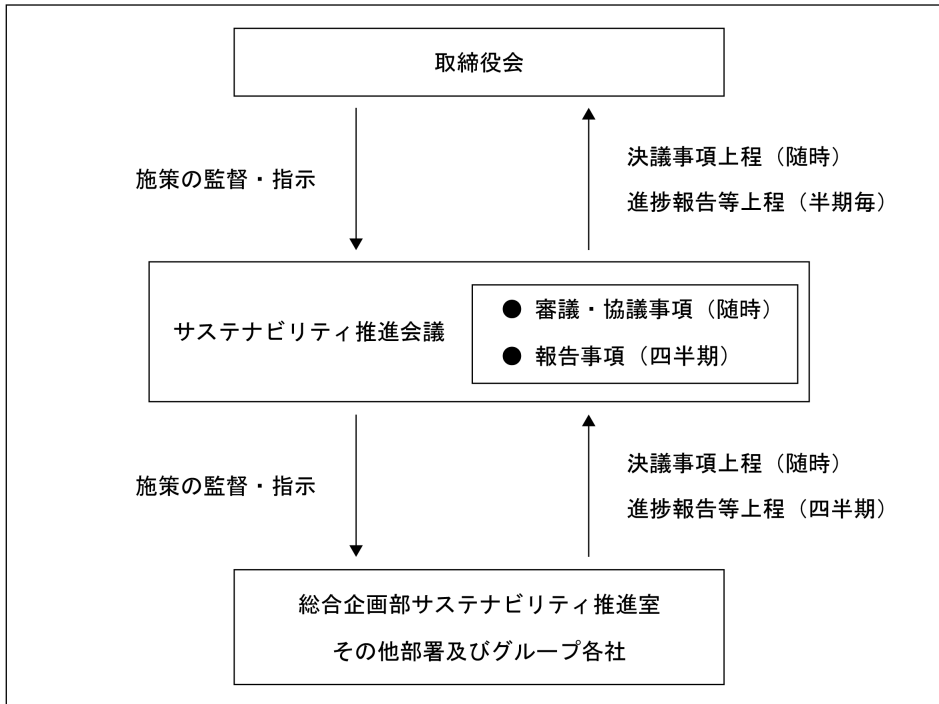 取締役会
施策の監督・指示
決議事項上程（随時）
進捗報告等上程（半期毎）
サステナビリティ推進会議
● 審議・協議事項（随時）
● 報告事項（四半期）
施策の監督・指示
決議事項上程（随時）
進捗報告等上程（四半期）
総合企画部サステナビリティ推進室
その他部署及びグループ各社